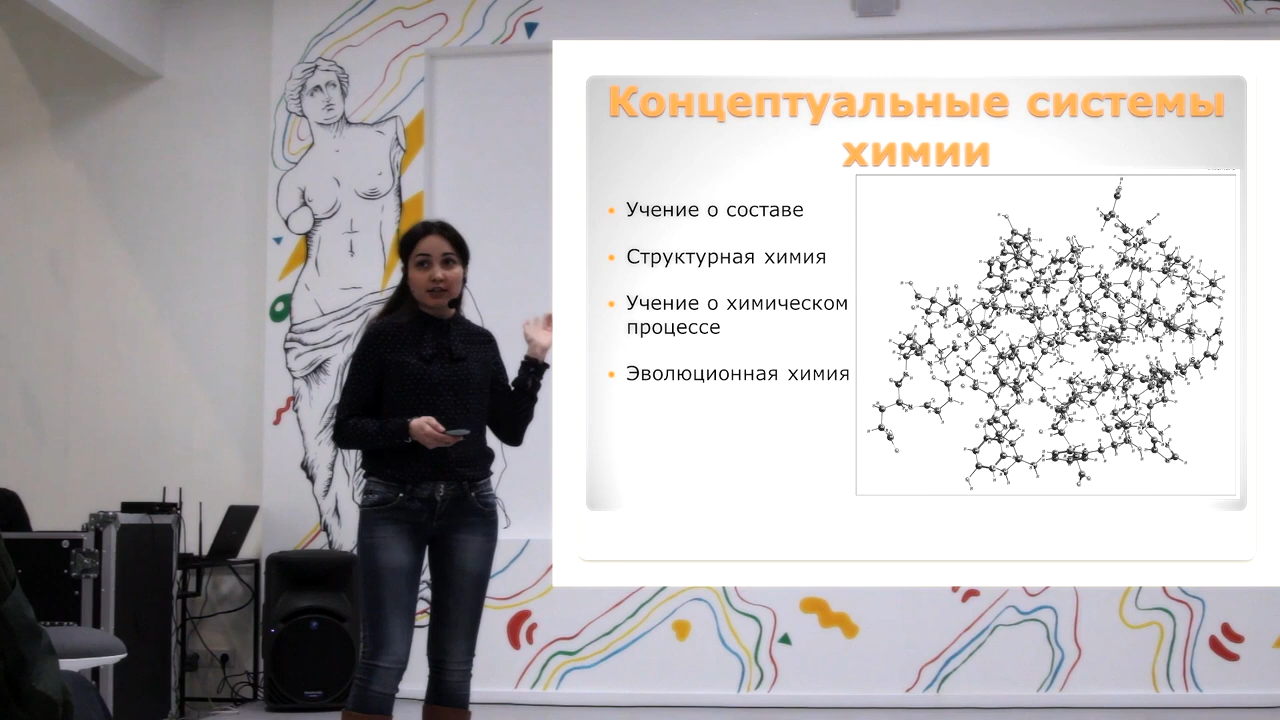 Концептуальные системы
химии
• Учение о составе
• Структурная химия
• Учение о химическом
процессе
• Эволюционная химия